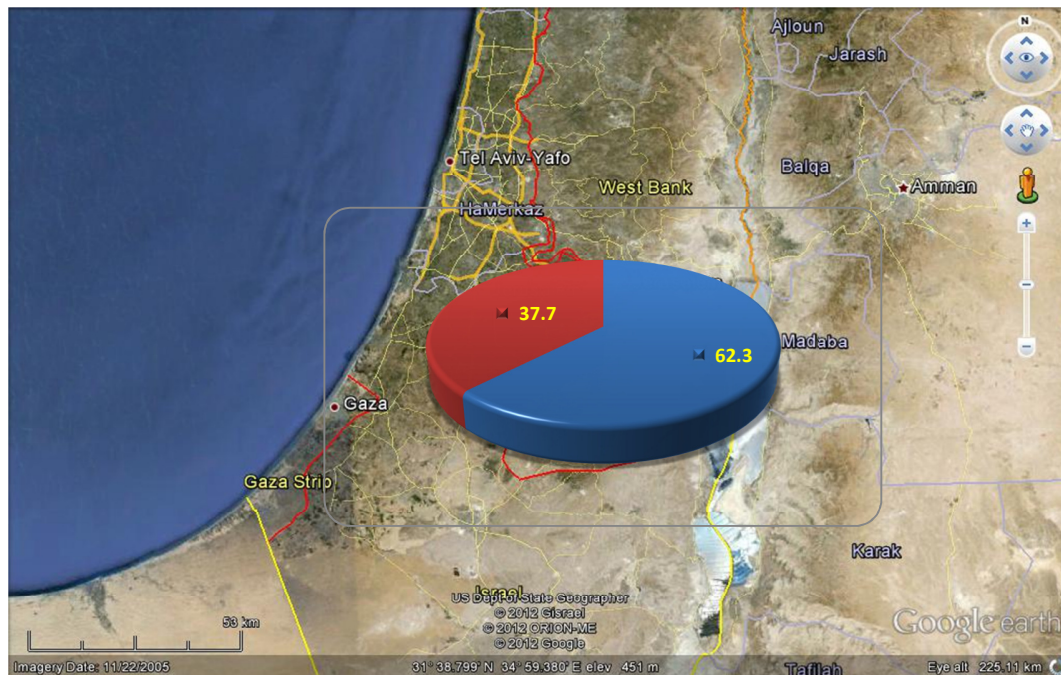 Ajloun
N
Jarash
Tel Aviv-Yafo
Balqa
West Bank
Amman
HaMerkaz
37.7
62.3
Madaba
Gaza
Gaza Strip
Karak
Israel
US Dept of State Geographer
© 2012 Gisrael
© 2012 ORION-ME
© 2012 Google
53 km
Google earth
Imagery Date: 11/22/2005
31°38.799' N 34°59.380' E elev 451 m
Tafilah
Eye alt 225.11 km